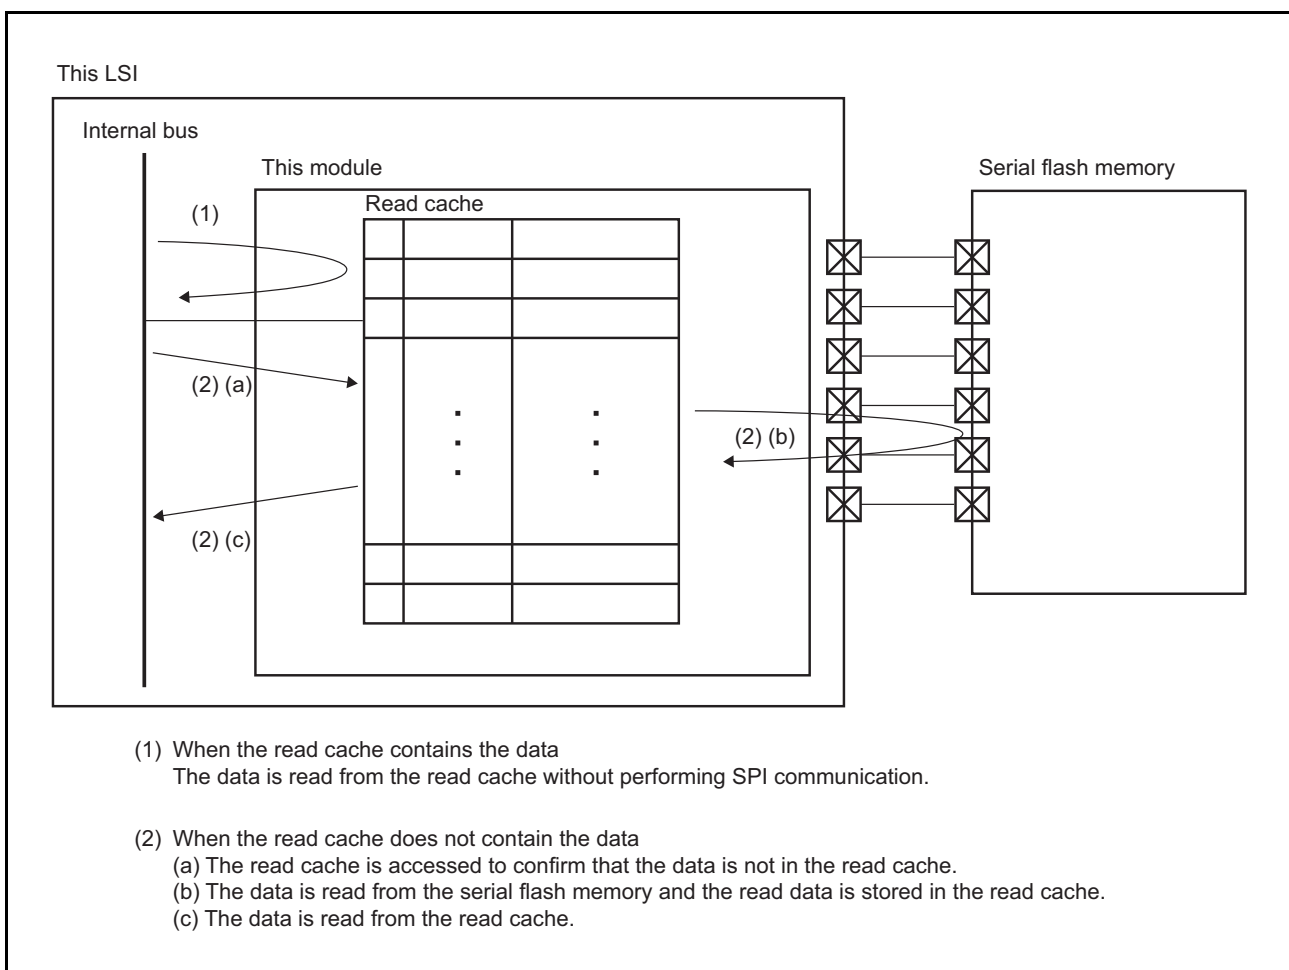 This LSI
Internal bus
This module
Serial flash memory
Read cache
(1)
(2) (a)
(2) (b)
(2) (c)
(1) When the read cache contains the data
The data is read from the read cache without performing SPI communication.
(2) When the read cache does not contain the data
(a) The read cache is accessed to confirm that the data is not in the read cache.
(b) The data is read from the serial flash memory and the read data is stored in the read cache.
(c) The data is read from the read cache.